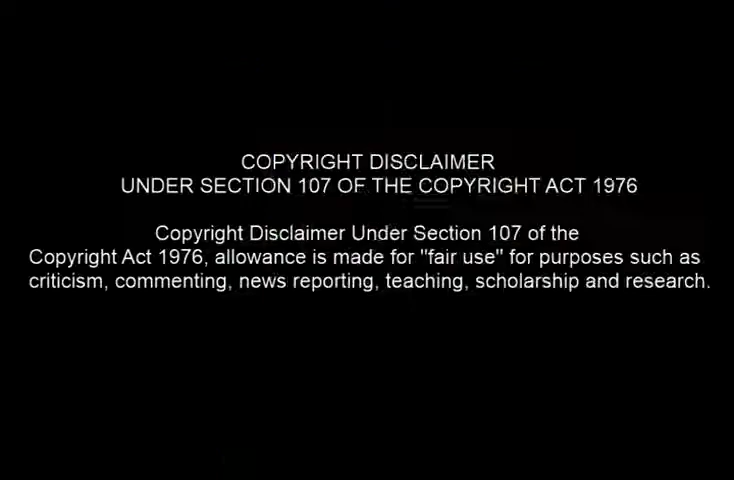 COPYRIGHT DISCLAIMER
UNDER SECTION 107 OF THE COPYRIGHT ACT 1976
Copyright Disclaimer Under Section 107 of the
Copyright Act 1976, allowance is made for "fair use" for purposes such as
criticism, commenting, news reporting, teaching, scholarship and research.